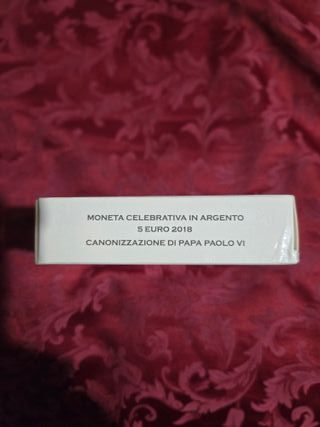 MONETA CELEBRATIVA IN ARGENTO
5 EURO 2018
CANONIZZAZIONE DI PAPA PAOLO VI